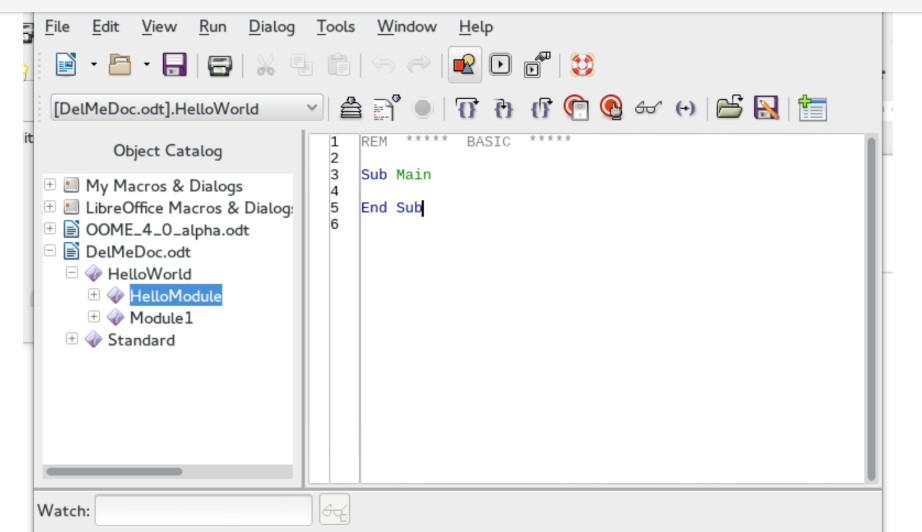 File Edit View Run Dialog Tools Window Help
[DelMeDoc.odt].HelloWorld
it
Object Catalog
My Macros & Dialogs
LibreOffice Macros & Dialogs
OOME_4_0_alpha.odt
DelMeDoc.odt
HelloWorld
HelloModule
Module1
Standard
1 REM ***** BASIC *****
2
3 Sub Main
4
5 End Sub
6
Watch: